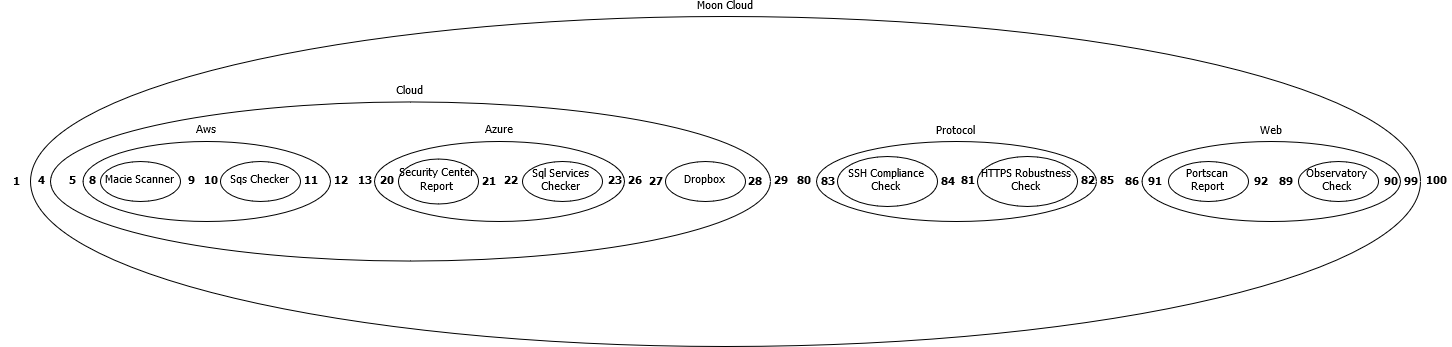 Moon Cloud
Cloud
Aws
Azure
Protocol
Web
1 4 5 8 Macie Scanner 9 10 Sqs Checker 11 12 13 20 Security Center
Report 21 22 Sql Services
Checker 23 26 27 Dropbox 28 29 80 83 SSH Compliance
Check 84 81 HTTPS Robustness
Check 82 85 86 91 Portscan
Report 92 89 Observatory
Check 90 99 100